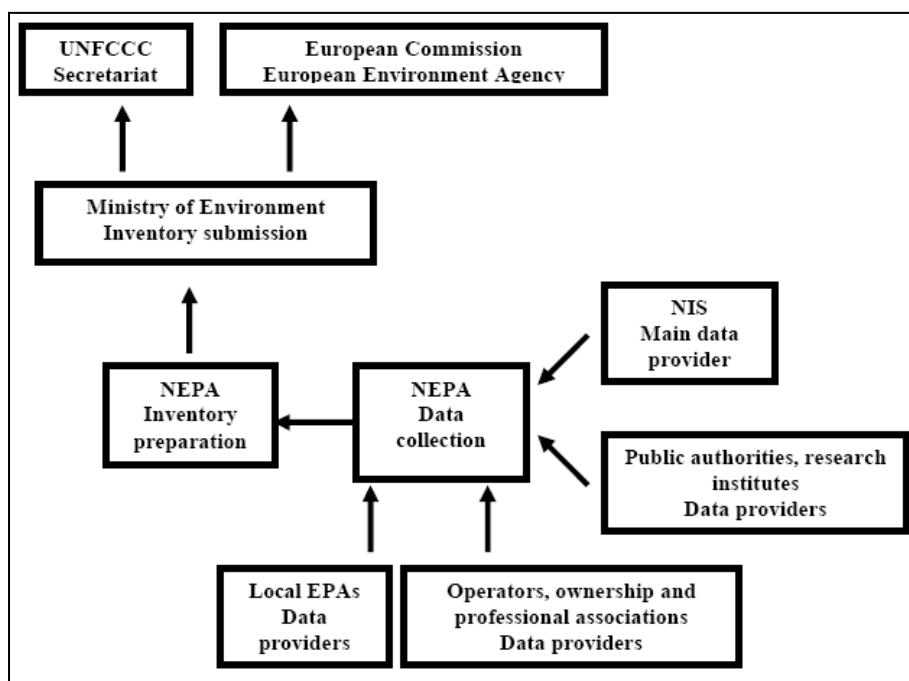 UNFCCC
Secretariat
European Commission
European Environment Agency
Ministry of Environment
Inventory submission
NIS
Main data
provider
NEPA
Inventory
preparation
NEPA
Data
collection
Public authorities, research
institutes
Data providers
Local EPAs
Data
providers
Operators, ownership and
professional associations
Data providers